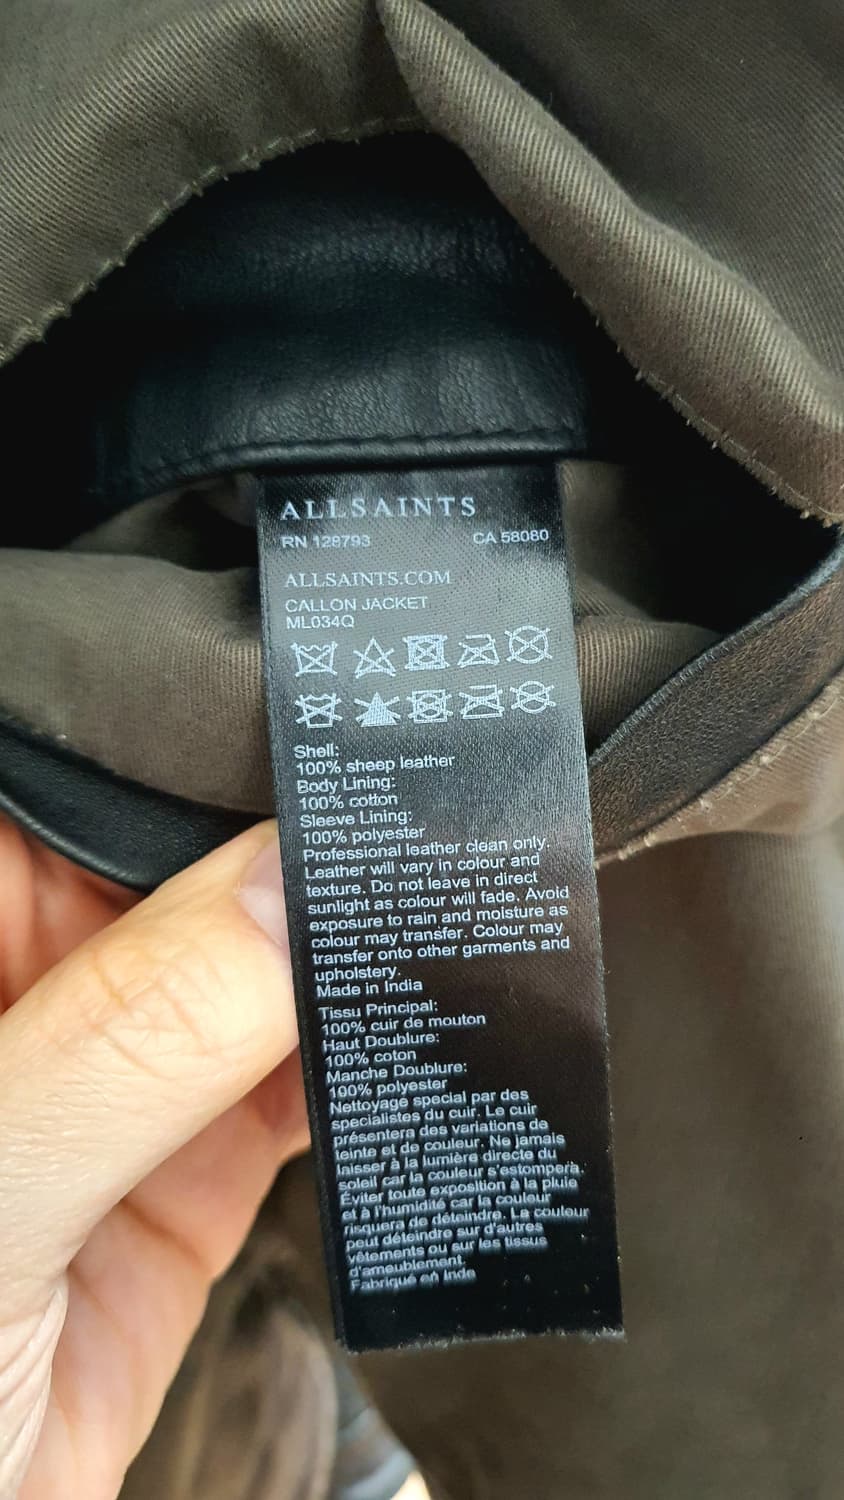 ALLSAINTS
RN 128793 CA 58080
ALLSAINTS.COM
CALLON JACKET
ML034Q
Shell:
100% sheep leather
Body Lining:
100% cotton
Sleeve Lining:
100% polyester
Professional leather clean only.
Leather will vary in colour and
texture. Do not leave in direct
sunlight as colour will fade. Avoid
exposure to rain and moisture as
colour may transfer. Colour may
transfer onto other garments and
upholstery.
Made in India
Tissu Principal:
100% cuir de mouton
Haut Doublure:
100% coton
Manche Doublure:
100% polyester
Nettoyage special par des
specialistes du cuir. Le cuir
présentera des variations de
teinte et de couleur. Ne jamais
laisser à la lumière directe du
soleil car la couleur s'estompera.
Éviter toute exposition à la pluie
et à l'humidité car la couleur
risquera de déteindre. La couleur
peut déteindre sur d'autres
vêtements ou sur les tissus
d'ameublement.
Fabriqué en Inde